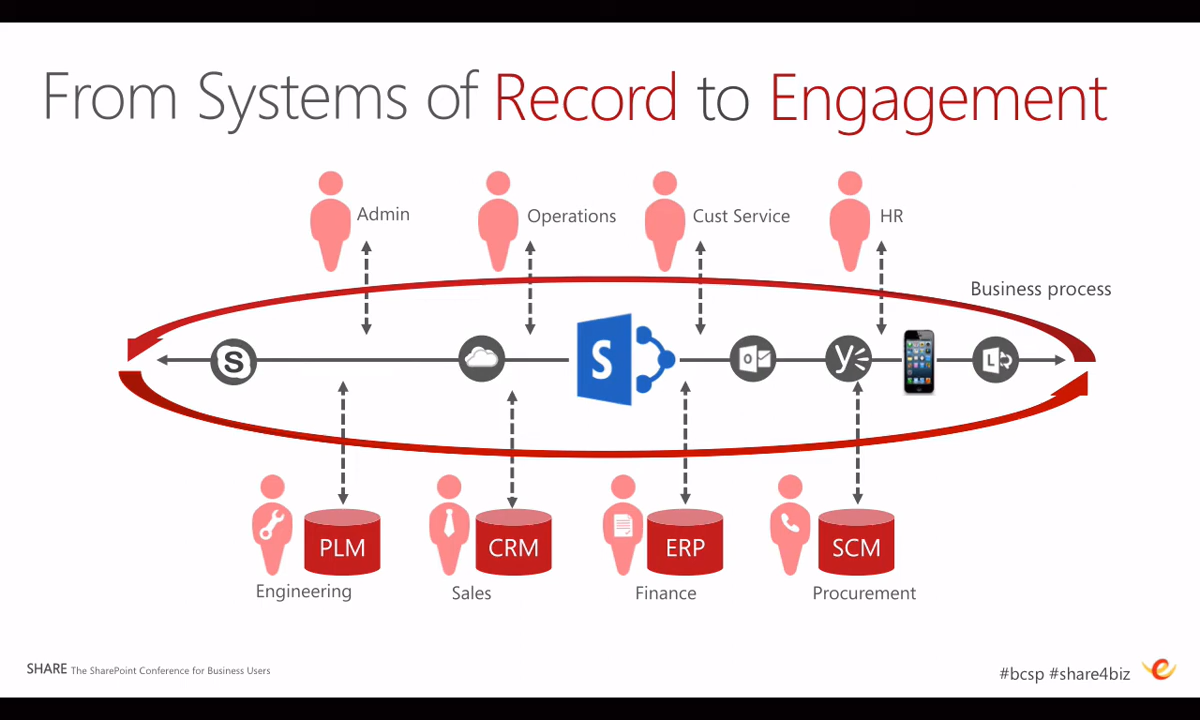 From Systems of Record to Engagement
Admin
Operations
Cust Service
HR
Business process
S
S
O
y
L
PLM
CRM
ERP
SCM
Engineering
Sales
Finance
Procurement
SHARE The SharePoint Conference for Business Users
#bcsp #share4biz